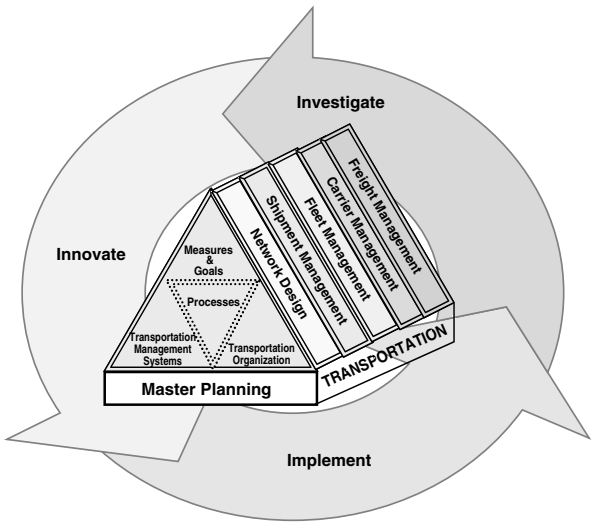 Investigate
Innovate
Freight Management
Carrier Management
Fleet Management
Shipment Management
Network Design
Measures
&
Goals
Processes
Transportation
Management
Systems
Transportation
Organization
Master Planning
TRANSPORTATION
Implement